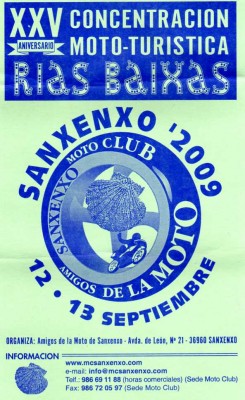 XXV
ANIVERSARIO
CONCENTRACION
MOTO-TURISTICA
RIAS BAIXAS
SANXENXO '2009
SANXENXO MOTO CLUB
AMIGOS DE LA MOTO
12 - 13 SEPTIEMBRE
ORGANIZA: Amigos de la Moto de Sanxenxo - Avda. de León, Nº 21 - 36960 SANXENXO
INFORMACION
www.mcsanxenxo.com
e-mail: info@mcsanxenxo.com
Telf.: 986 69 11 88 (horas comerciales) (Sede Moto Club)
Fax: 986 72 05 97 (Sede Moto Club)